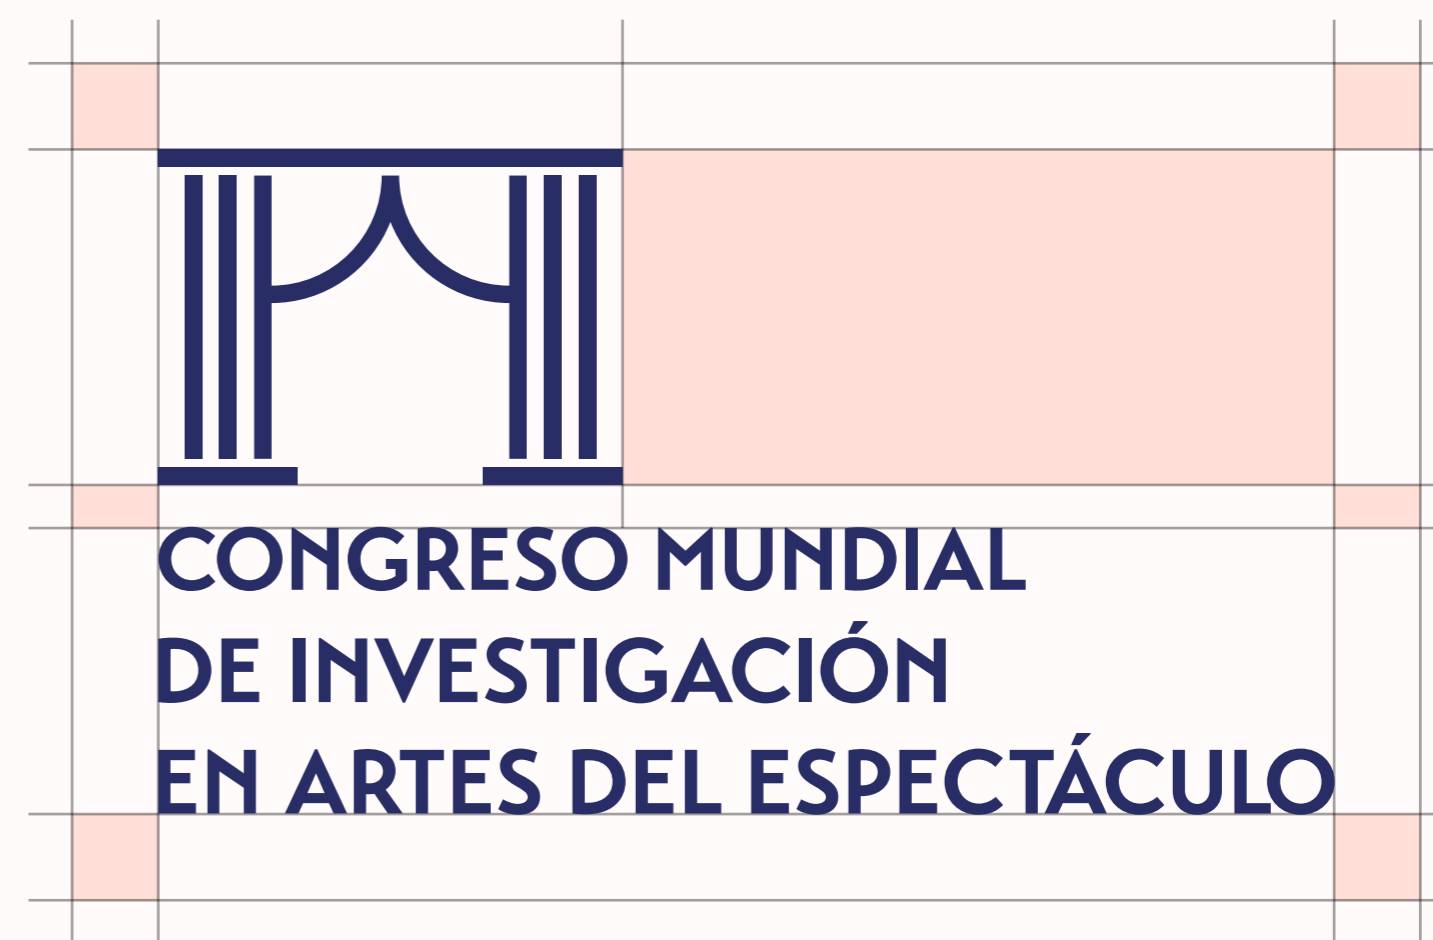 CONGRESO MUNDIAL
DE INVESTIGACIÓN
EN ARTES DEL ESPECTÁCULO